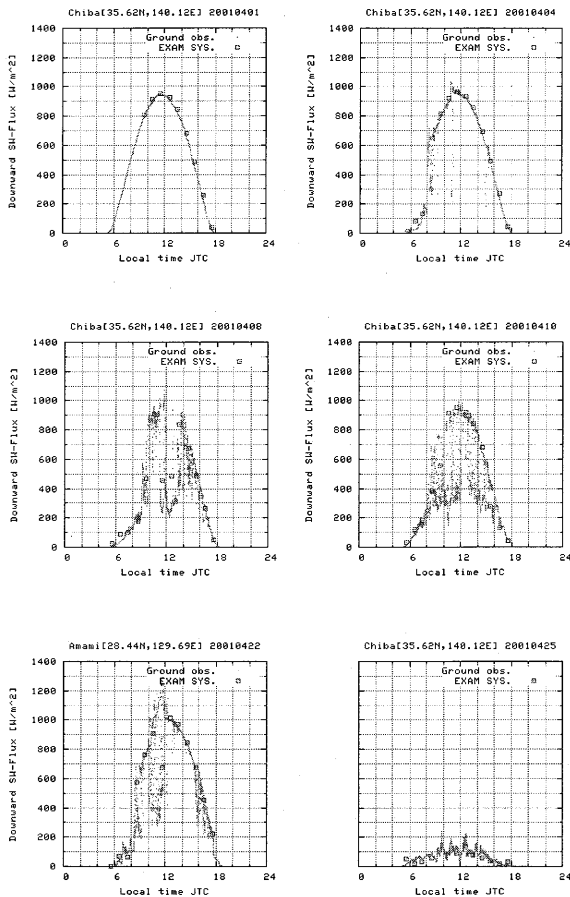 Chiba[35.62N,140.12E] 20010401
Downward SW-Flux [W/m^2]
1400
1200
1000
800
600
400
200
0
Ground obs.
EXAM SYS.
0 6 12 18 24
Local time JTC
Chiba[35.62N,140.12E] 20010404
Downward SW-Flux [W/m^2]
1400
1200
1000
800
600
400
200
0
Ground obs.
EXAM SYS.
0 6 12 18 24
Local time JTC
Chiba[35.62N,140.12E] 20010408
Downward SW-Flux [W/m^2]
1400
1200
1000
800
600
400
200
0
Ground obs.
EXAM SYS.
0 6 12 18 24
Local time JTC
Chiba[35.62N,140.12E] 20010410
Downward SW-Flux [W/m^2]
1400
1200
1000
800
600
400
200
0
Ground obs.
EXAM SYS.
0 6 12 18 24
Local time JTC
Amami[28.44N,129.69E] 20010422
Downward SW-Flux [W/m^2]
1400
1200
1000
800
600
400
200
0
Ground obs.
EXAM SYS.
0 6 12 18 24
Local time JTC
Chiba[35.62N,140.12E] 20010425
Downward SW-Flux [W/m^2]
1400
1200
1000
800
600
400
200
0
Ground obs.
EXAM SYS.
0 6 12 18 24
Local time JTC